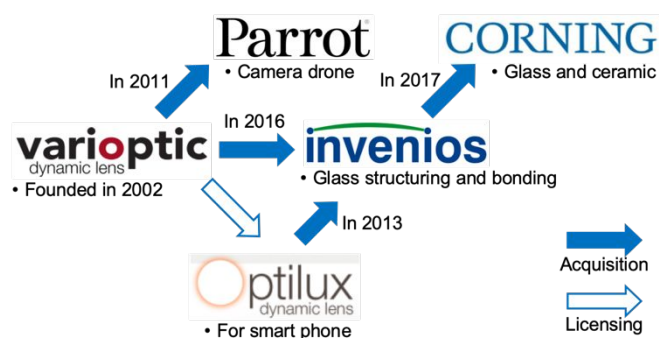 Parrot
• Camera drone
CORNING
• Glass and ceramic
In 2011
In 2017
varioptic
dynamic lens
• Founded in 2002
In 2016
invenios
• Glass structuring and bonding
In 2013
Optilux
dynamic lens
• For smart phone
Acquisition
Licensing